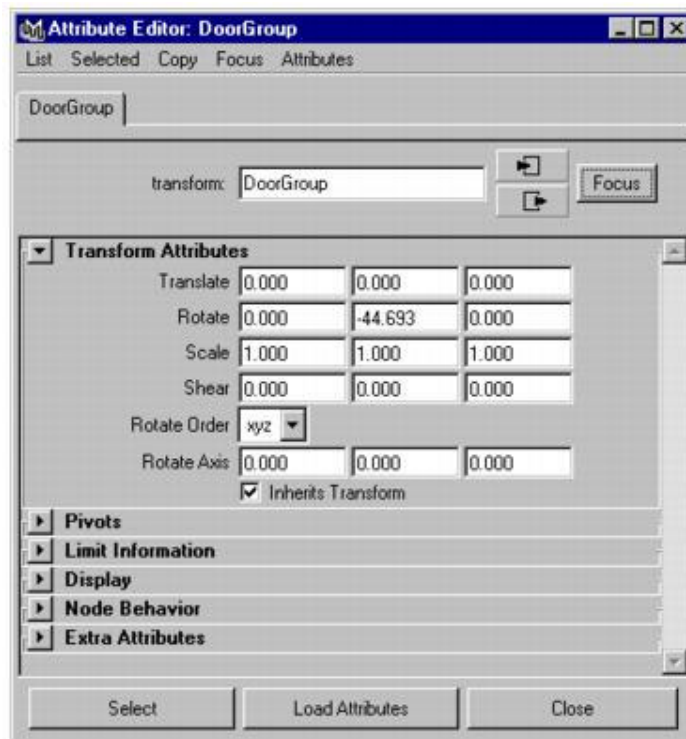 Attribute Editor: DoorGroup
List Selected Copy Focus Attributes
DoorGroup
transform: DoorGroup Focus
Transform Attributes
Translate 0.000 0.000 0.000
Rotate 0.000 -44.693 0.000
Scale 1.000 1.000 1.000
Shear 0.000 0.000 0.000
Rotate Order xyz
Rotate Axis 0.000 0.000 0.000
Inherits Transform
Pivots
Limit Information
Display
Node Behavior
Extra Attributes
Select Load Attributes Close